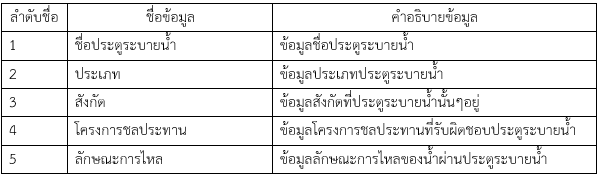 ลำดับชื่อ ชื่อข้อมูล คำอธิบายข้อมูล
1 ชื่อประตูระบายน้ำ ข้อมูลชื่อประตูระบายน้ำ
2 ประเภท ข้อมูลประเภทประตูระบายน้ำ
3 สังกัด ข้อมูลสังกัดที่ประตูระบายน้ำนั้นๆอยู่
4 โครงการชลประทาน ข้อมูลโครงการชลประทานที่รับผิดชอบประตูระบายน้ำ
5 ลักษณะการไหล ข้อมูลลักษณะการไหลของน้ำผ่านประตูระบายน้ำ